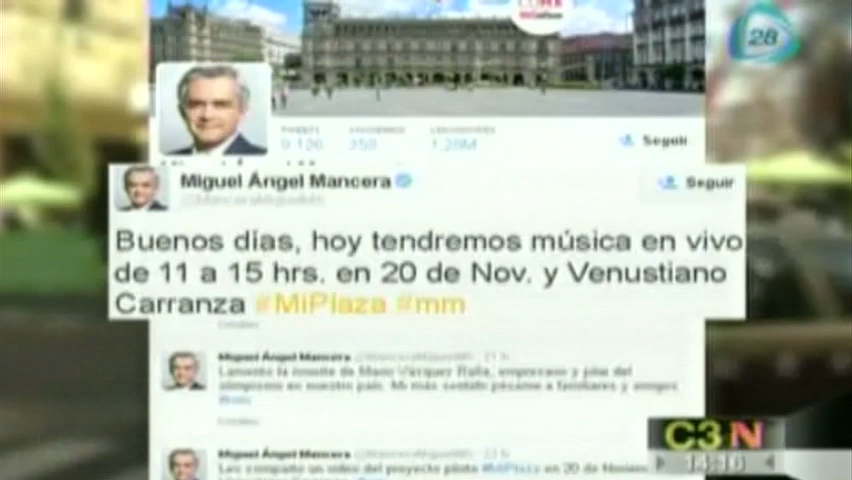 28
Seguir
Miguel Ángel Mancera
Seguir
Buenos días, hoy tendremos música en vivo
de 11 a 15 hrs. en 20 de Nov. y Venustiano
Carranza #MiPlaza #mm
Miguel Ángel Mancera
Lamento la muerte de Mario Vázquez Raña, empresario y pilar del
olimpismo en nuestro país. Mi más sentido pésame a familiares y amigos
Miguel Ángel Mancera
Les comparto un video del proyecto piloto #MiPlaza en 20 de
C3N
14:16